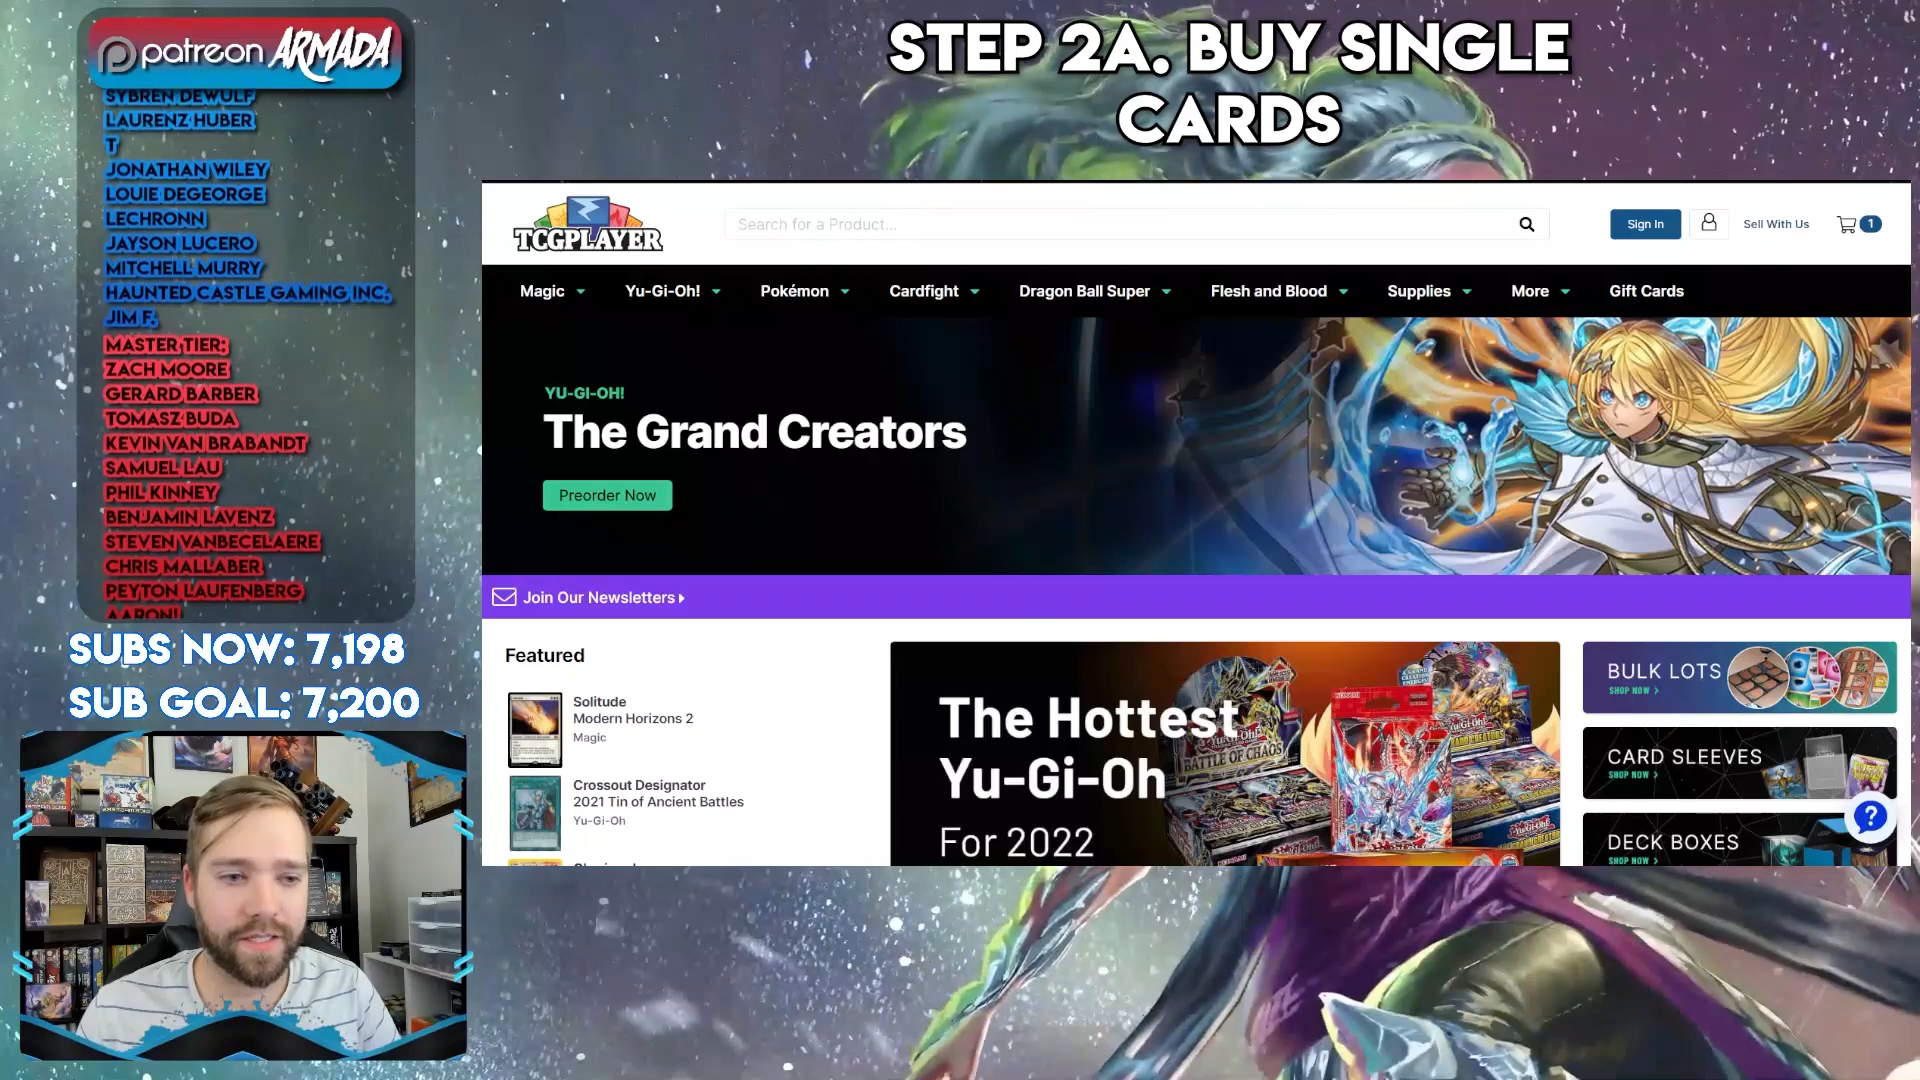 patreon ARMADA
SYBREN DEWULF
LAURENZ HUBER
T
JONATHAN WILEY
LOUIE DEGEORGE
LECHRONN
JAYSON LUCERO
MITCHELL MURRY
HAUNTED CASTLE GAMING INC.
JIM F.
MASTER TIER:
ZACH MOORE
GERARD BARBER
TOMASZ BUDA
KEVIN VAN BRABANDT
SAMUEL LAU
PHIL KINNEY
BENJAMIN LAVENZ
STEVEN VANBECELAERE
CHRIS MALLABER
PEYTON LAUFENBERG
AARON!!
SUBS NOW: 7,198
SUB GOAL: 7,200
STEP 2A. BUY SINGLE
CARDS
TCGPLAYER
Search for a Product...
Sign In
Sell With Us
1
Magic
Yu-Gi-Oh!
Pokémon
Cardfight
Dragon Ball Super
Flesh and Blood
Supplies
More
Gift Cards
YU-GI-OH!
The Grand Creators
Preorder Now
Join Our Newsletters
Featured
Solitude
Modern Horizons 2
Magic
Crossout Designator
2021 Tin of Ancient Battles
Yu-Gi-Oh
The Hottest
Yu-Gi-Oh
For 2022
BATTLE OF CHAOS
BULK LOTS
SHOP NOW >
CARD SLEEVES
SHOP NOW >
DECK BOXES
SHOP NOW >
?